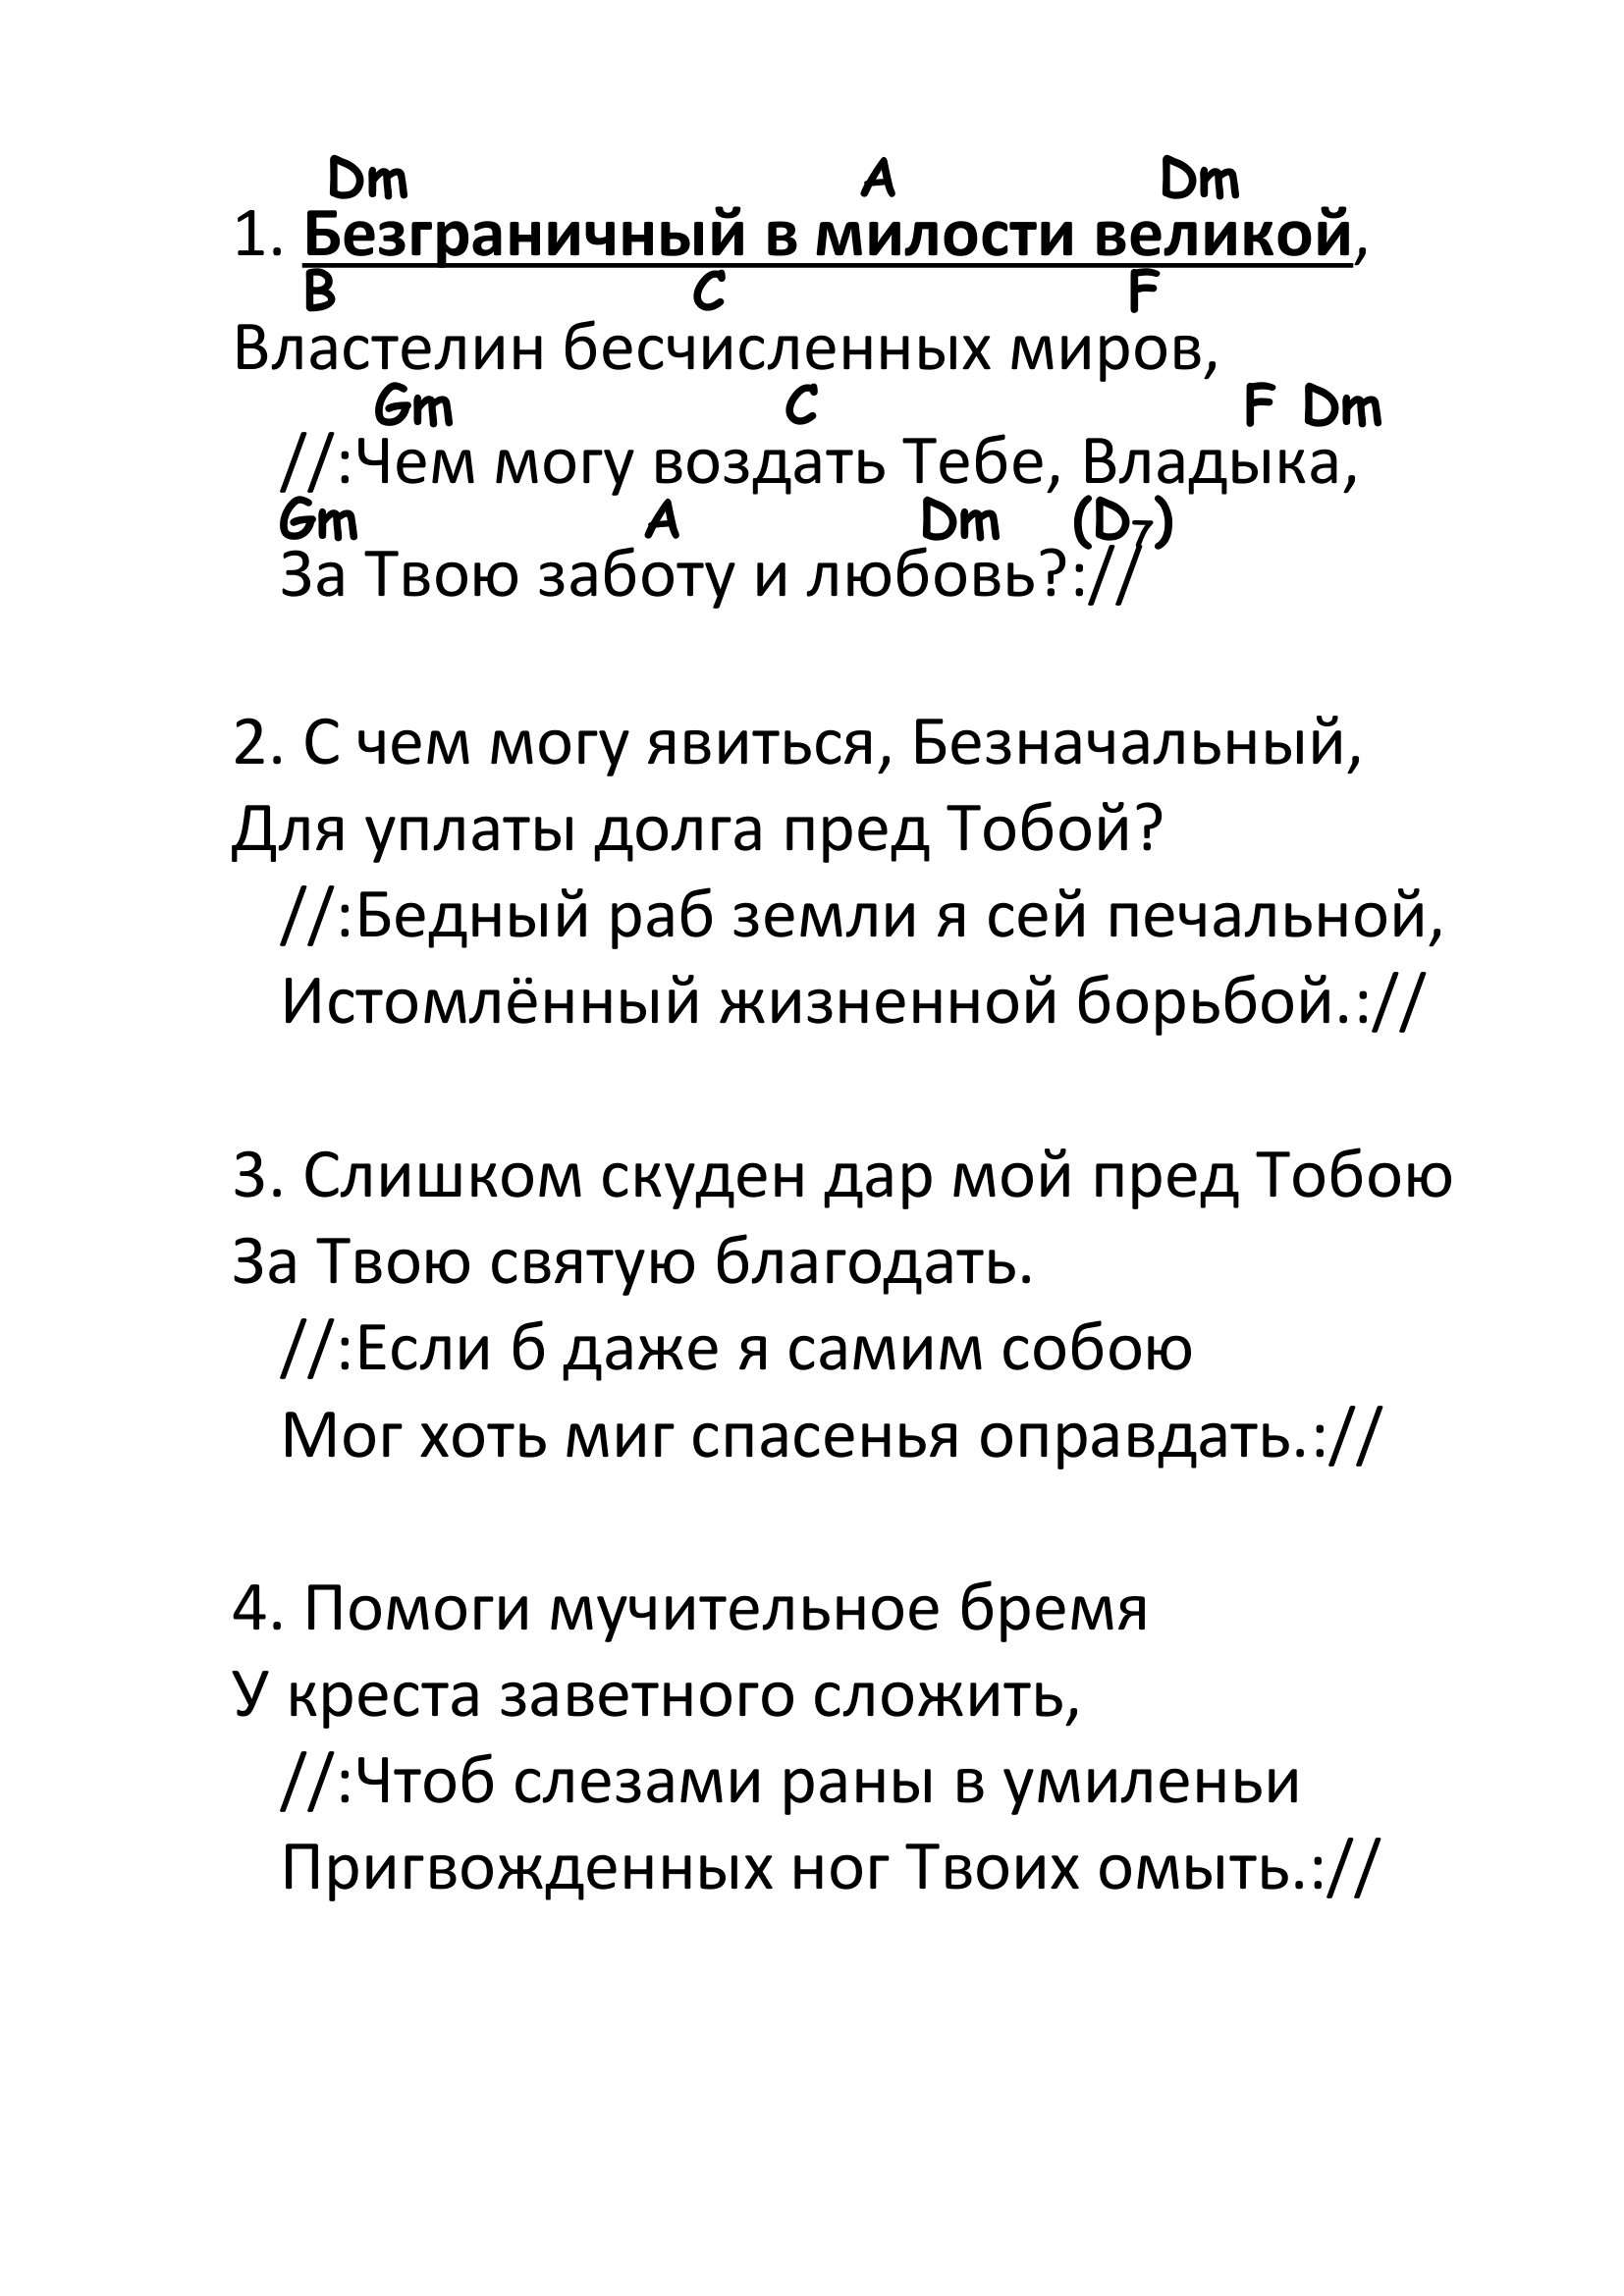 Dm A Dm
1. Безграничный в милости великой,
B C F
Властелин бесчисленных миров,
Gm C F Dm
//:Чем могу воздать Тебе, Владыка,
Gm A Dm (D7)
За Твою заботу и любовь?://
2. С чем могу явиться, Безначальный,
Для уплаты долга пред Тобой?
//:Бедный раб земли я сей печальной,
Истомлённый жизненной борьбой.://
3. Слишком скуден дар мой пред Тобою
За Твою святую благодать.
//:Если б даже я самим собою
Мог хоть миг спасенья оправдать.://
4. Помоги мучительное бремя
У креста заветного сложить,
//:Чтоб слезами раны в умиленьи
Пригвожденных ног Твоих омыть.://